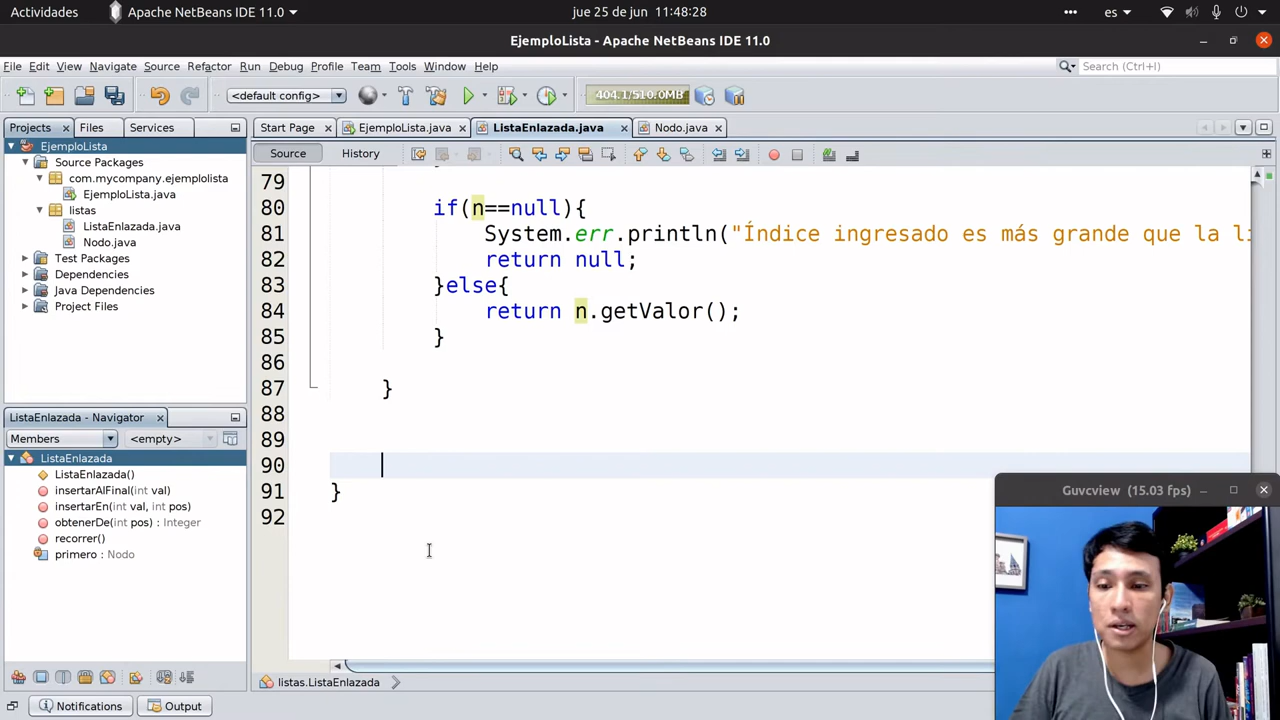 Actividades
Apache NetBeans IDE 11.0
jue 25 de jun 11:48:28
es
EjemploLista - Apache NetBeans IDE 11.0
File Edit View Navigate Source Refactor Run Debug Profile Team Tools Window Help
Search (Ctrl+I)
<default config>
404.1/510.0MB
Projects Files Services
Start Page EjemploLista.java ListaEnlazada.java Nodo.java
Source History
EjemploLista
Source Packages
com.mycompany.ejemplolista
EjemploLista.java
listas
ListaEnlazada.java
Nodo.java
Test Packages
Dependencies
Java Dependencies
Project Files
79
80 if(n==null){
81 System.err.println("Índice ingresado es más grande que la li
82 return null;
83 }else{
84 return n.getValor();
85 }
86
87 }
88
89
90
91 }
92
ListaEnlazada - Navigator
Members <empty>
ListaEnlazada
ListaEnlazada()
insertarAlFinal(int val)
insertarEn(int val, int pos)
obtenerDe(int pos) : Integer
recorrer()
primero : Nodo
Guvcview (15.03 fps)
listas.ListaEnlazada
Notifications Output